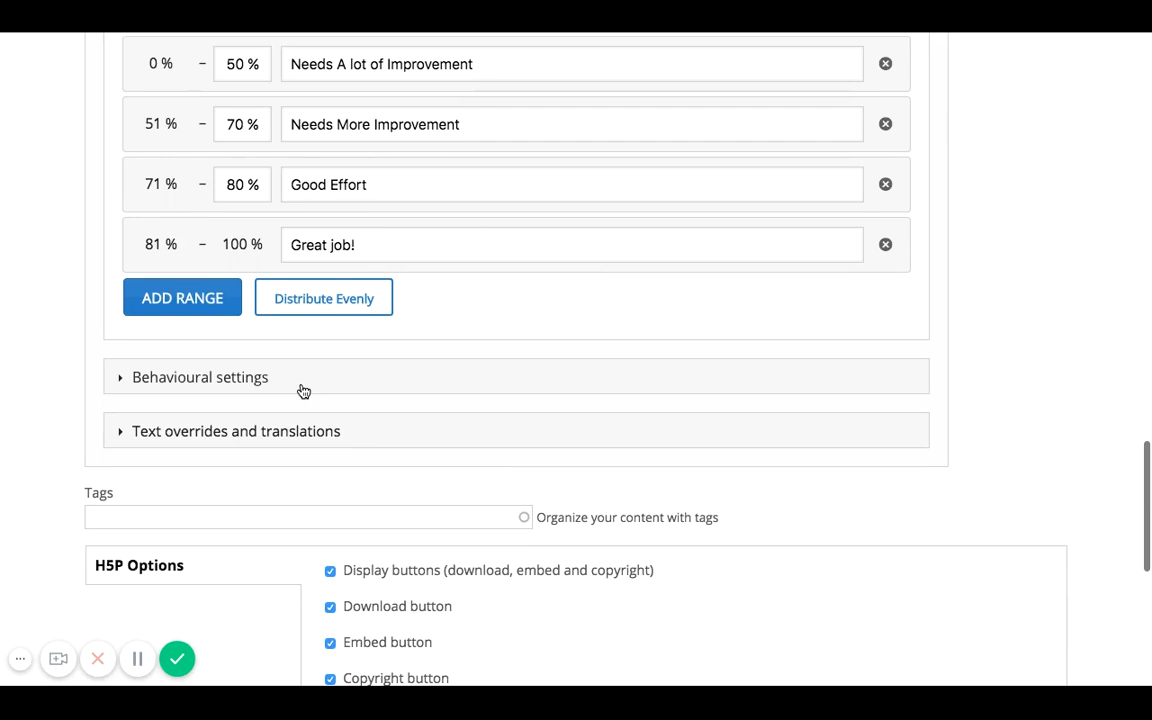 0 % – 50 % Needs A lot of Improvement
51 % – 70 % Needs More Improvement
71 % – 80 % Good Effort
81 % – 100 % Great job!
ADD RANGE Distribute Evenly
Behavioural settings
Text overrides and translations
Tags
Organize your content with tags
H5P Options
Display buttons (download, embed and copyright)
Download button
Embed button
Copyright button